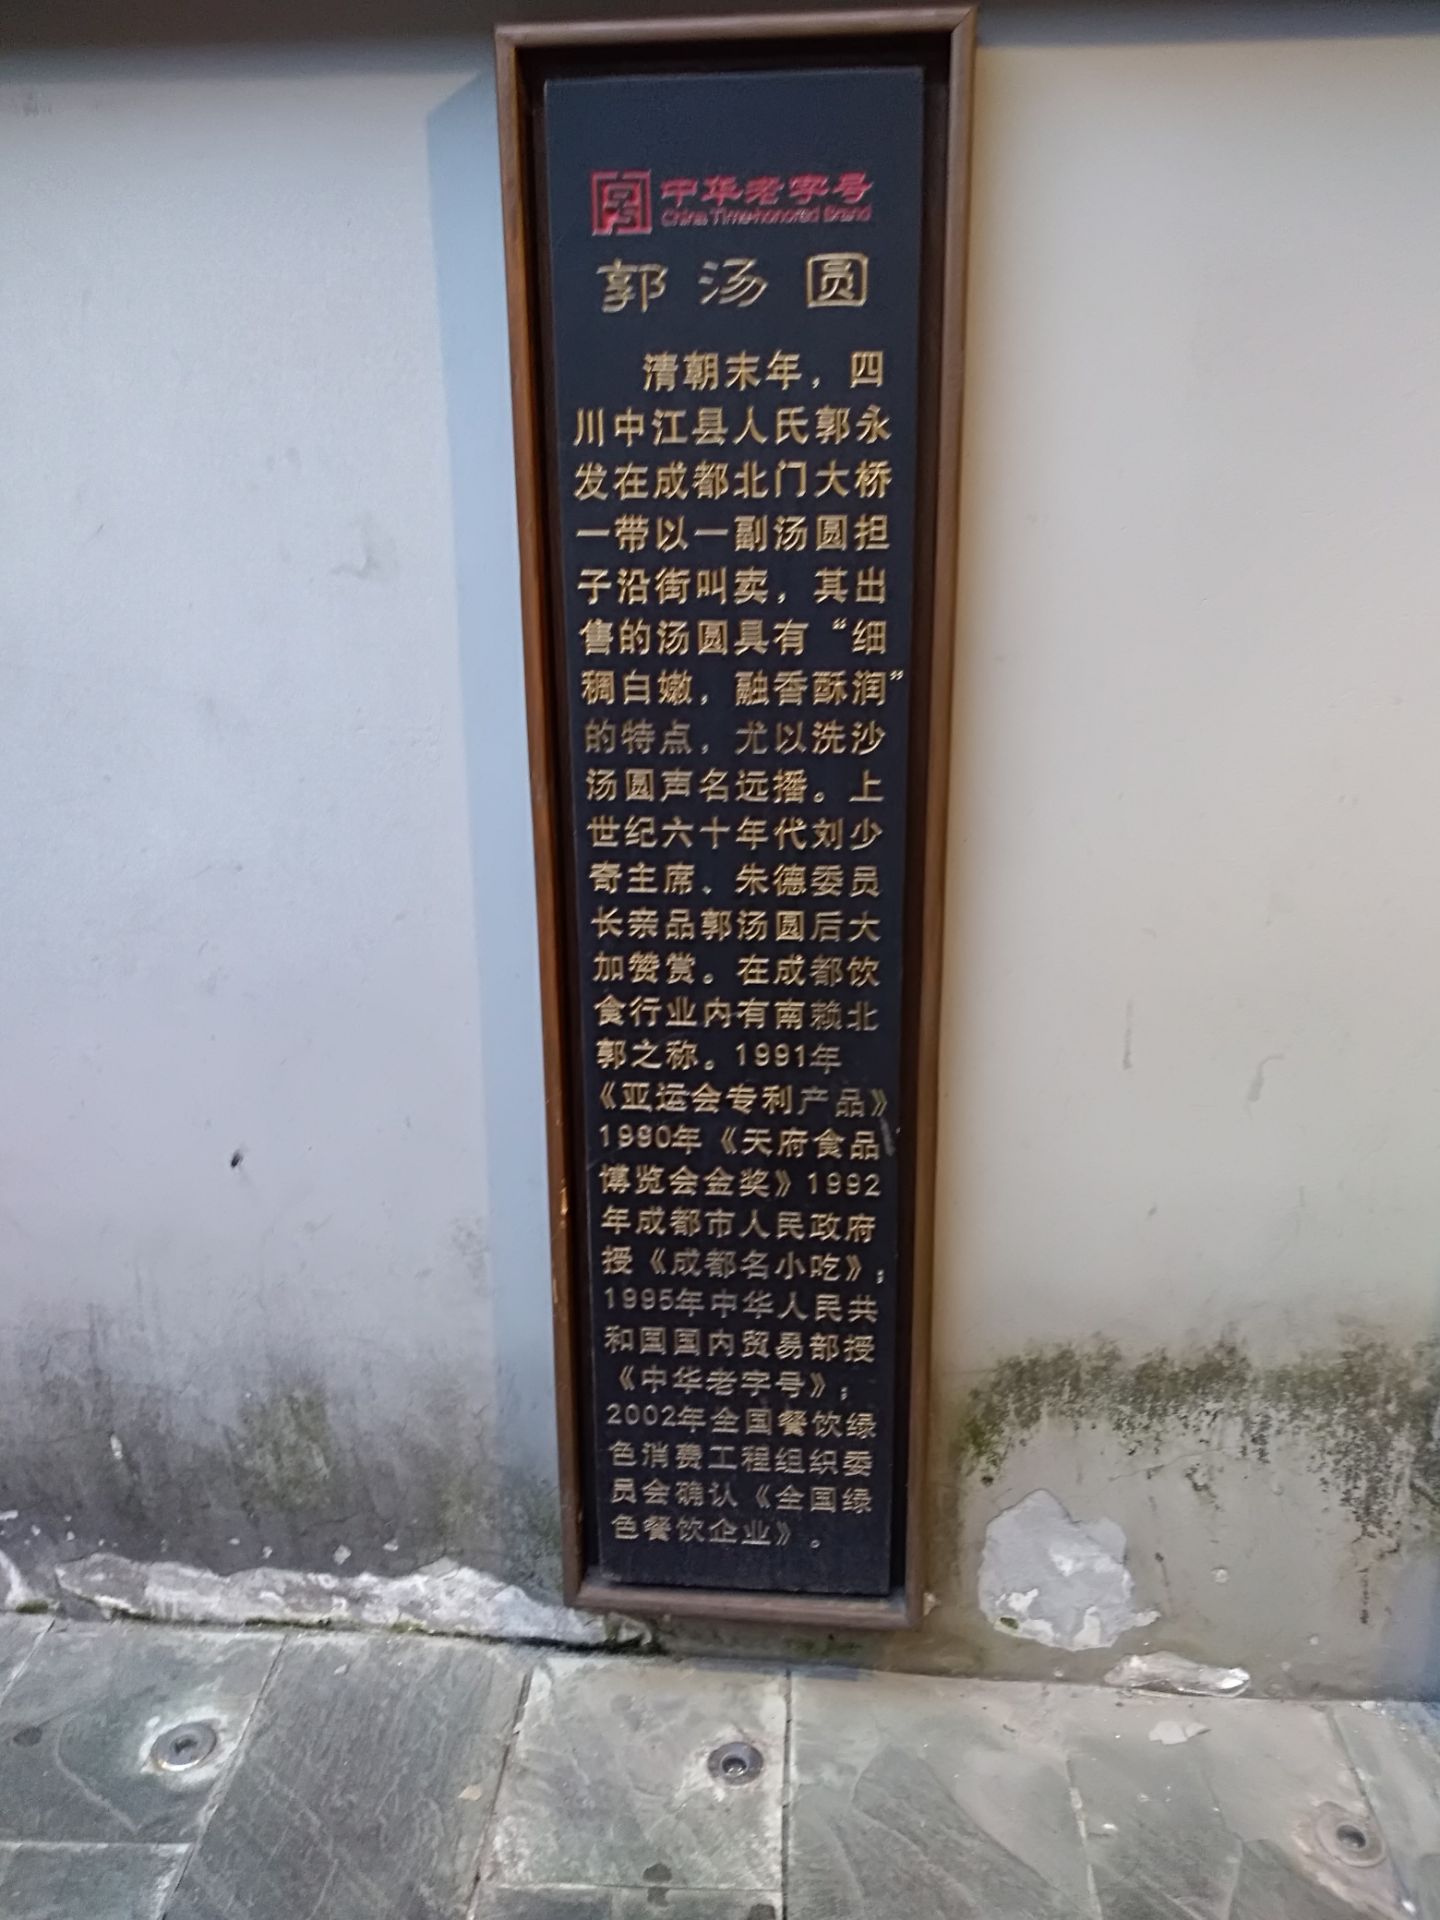 中华老字号
China Time-honored Brand
郭汤圆
清朝末年，四
川中江县人氏郭永
发在成都北门大桥
一带以一副汤圆担
子沿街叫卖，其出
售的汤圆具有“细
稠白嫩，融香酥润”
的特点，尤以洗沙
汤圆声名远播。上
世纪六十年代刘少
奇主席、朱德委员
长亲品郭汤圆后大
加赞赏。在成都饮
食行业内有南赖北
郭之称。1991年
《亚运会专利产品》
1990年《天府食品
博览会金奖》1992
年成都市人民政府
授《成都名小吃》;
1995年中华人民共
和国国内贸易部授
《中华老字号》;
2002年全国餐饮绿
色消费工程组织委
员会确认《全国绿
色餐饮企业》。